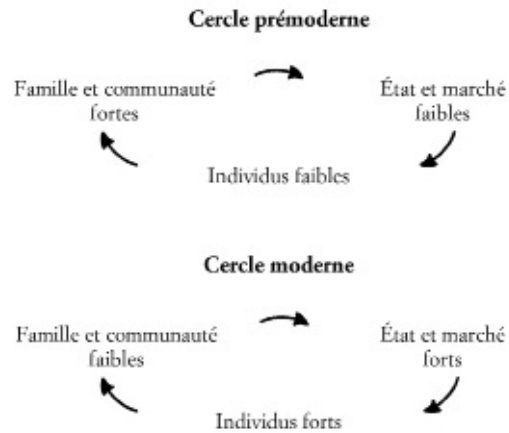 Cercle prémoderne
Famille et communauté
fortes
État et marché
faibles
Individus faibles
Cercle moderne
Famille et communauté
faibles
État et marché
forts
Individus forts